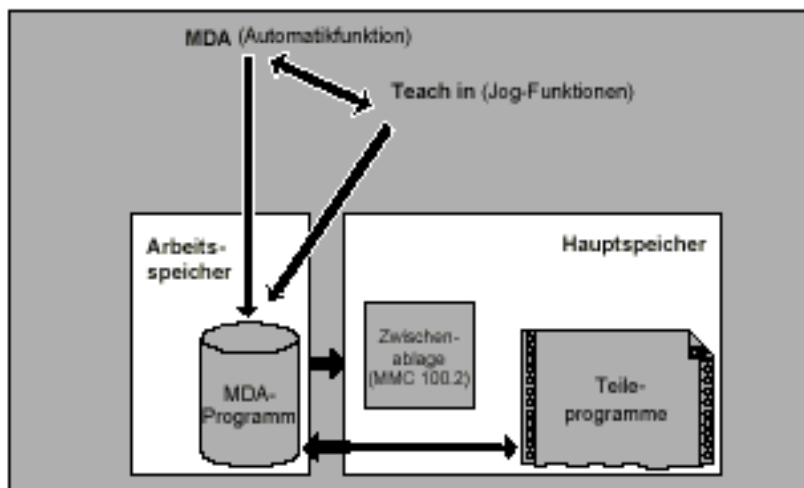 MDA (Automatikfunktion)
Teach in (Jog-Funktionen)
Arbeits-
speicher
Hauptspeicher
Zwischen-
ablage
(MMC 100.2)
MDA-
Programm
Teile-
programme